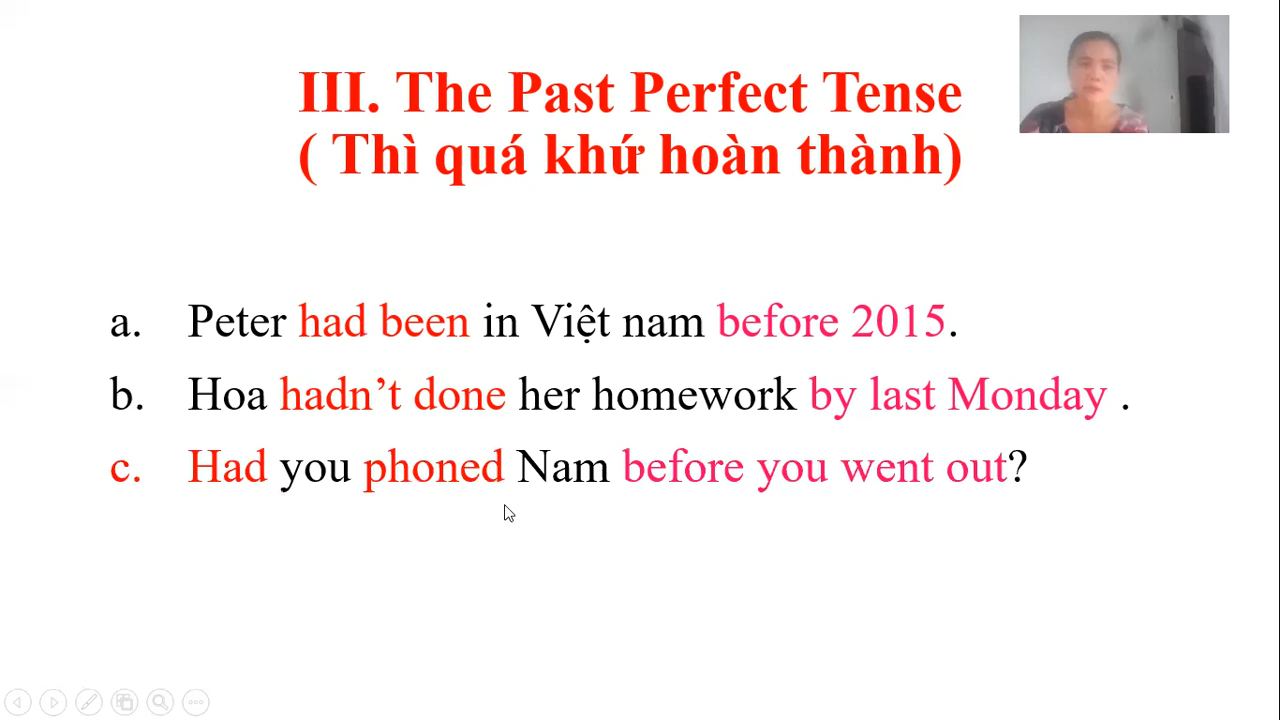 III. The Past Perfect Tense
( Thì quá khứ hoàn thành)
a. Peter had been in Việt nam before 2015.
b. Hoa hadn’t done her homework by last Monday .
c. Had you phoned Nam before you went out?